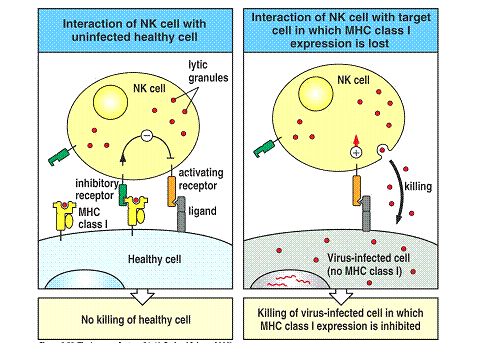 Interaction of NK cell with
uninfected healthy cell
lytic
granules
NK cell
inhibitory
receptor
activating
receptor
MHC
class I
ligand
Healthy cell
No killing of healthy cell
Interaction of NK cell with target
cell in which MHC class I
expression is lost
NK cell
killing
Virus-infected cell
(no MHC class I)
Killing of virus-infected cell in which
MHC class I expression is inhibited